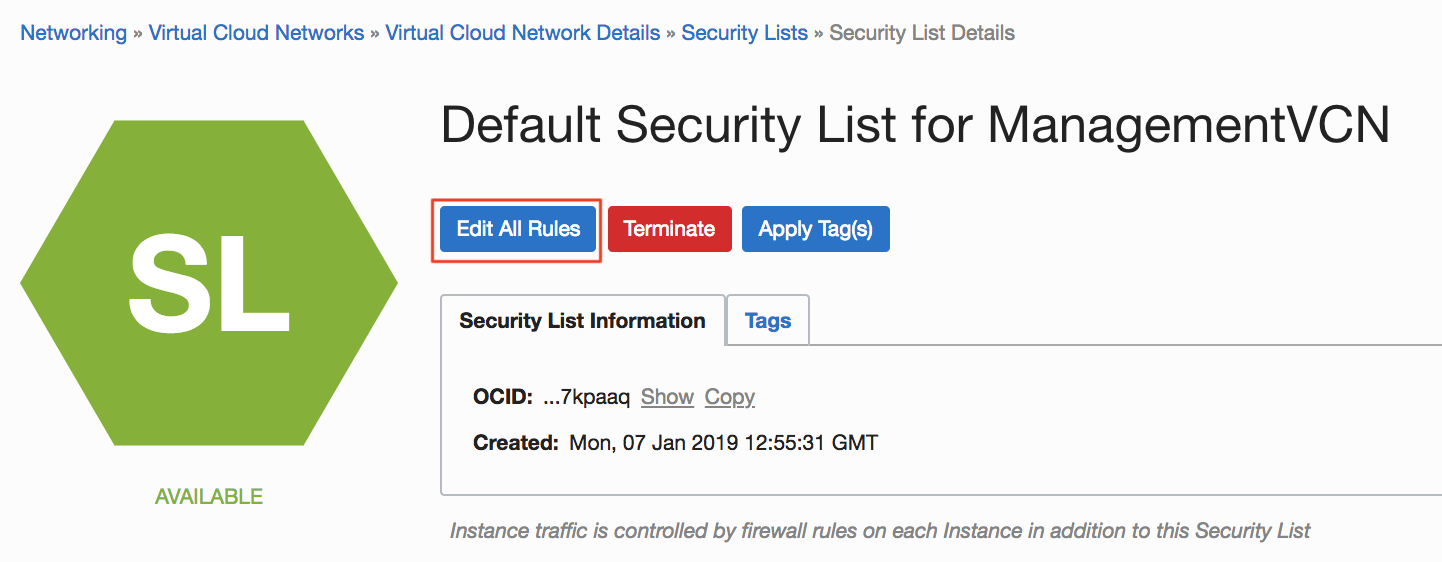 Networking » Virtual Cloud Networks » Virtual Cloud Network Details » Security Lists » Security List Details
Default Security List for ManagementVCN
Edit All Rules Terminate Apply Tag(s)
SL
Security List Information Tags
OCID: ...7kpaaq Show Copy
Created: Mon, 07 Jan 2019 12:55:31 GMT
AVAILABLE
Instance traffic is controlled by firewall rules on each Instance in addition to this Security List